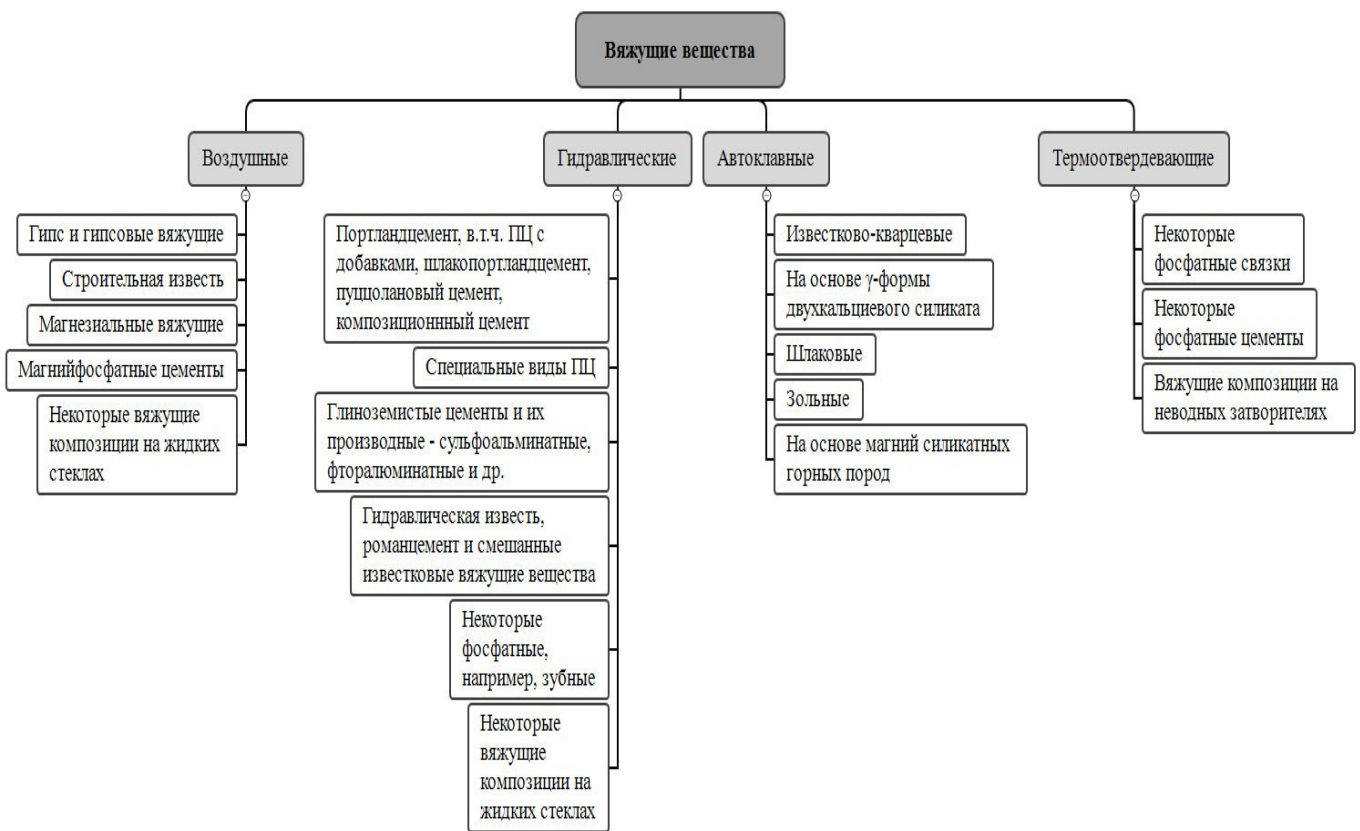 Вяжущие вещества
Воздушные
Гипс и гипсовые вяжущие
Строительная известь
Магнезиальные вяжущие
Магнийфосфатные цементы
Некоторые вяжущие
композиции на жидких
стеклах
Гидравлические
Портландцемент, в.т.ч. ПЦ с
добавками, шлакопортландцемент,
пуццолановый цемент,
композиционнный цемент
Специальные виды ПЦ
Глиноземистые цементы и их
производные - сульфоальминатные,
фторалюминатные и др.
Гидравлическая известь,
романцемент и смешанные
известковые вяжущие вещества
Некоторые
фосфатные,
например, зубные
Некоторые
вяжущие
композиции на
жидких стеклах
Автоклавные
Известково-кварцевые
На основе γ-формы
двухкальциевого силиката
Шлаковые
Зольные
На основе магний силикатных
горных пород
Термоотвердевающие
Некоторые
фосфатные связки
Некоторые
фосфатные цементы
Вяжущие композиции на
неводных затворителях